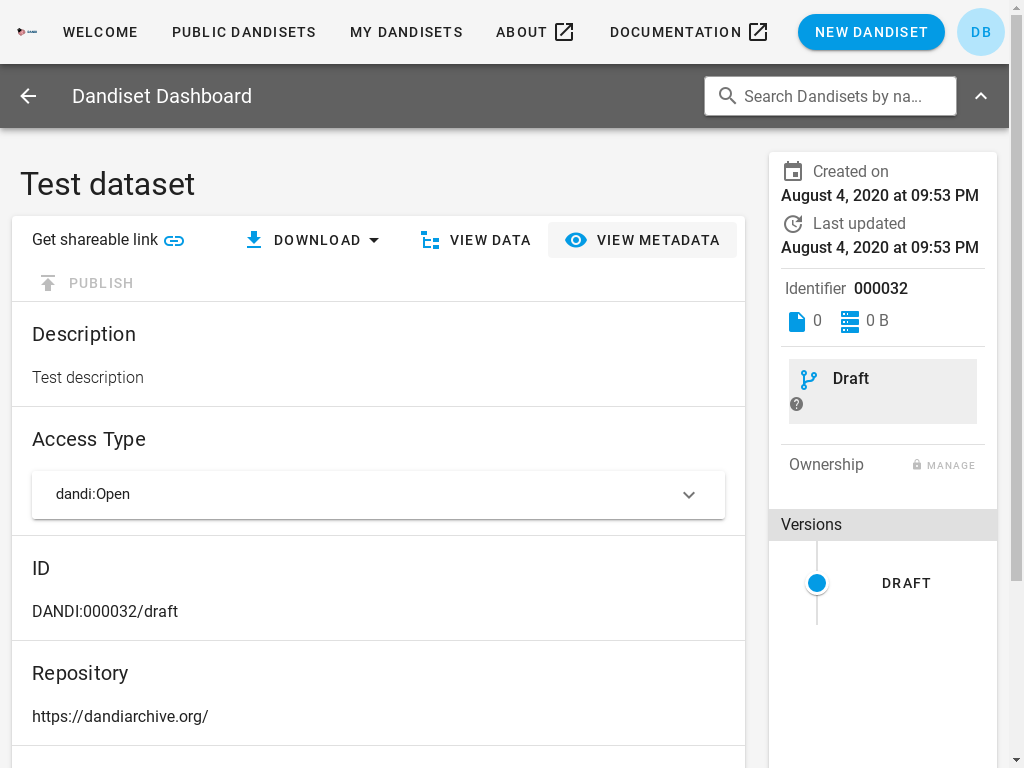 WELCOME
PUBLIC DANDISETS
MY DANDISETS
ABOUT
DOCUMENTATION
NEW DANDISET
DB
Dandiset Dashboard
Search Dandisets by na...
Test dataset
Get shareable link
DOWNLOAD
VIEW DATA
VIEW METADATA
PUBLISH
Description
Test description
Access Type
dandi:Open
ID
DANDI:000032/draft
Repository
https://dandiarchive.org/
Created on
August 4, 2020 at 09:53 PM
Last updated
August 4, 2020 at 09:53 PM
Identifier 000032
0
0 B
Draft
Ownership
MANAGE
Versions
DRAFT